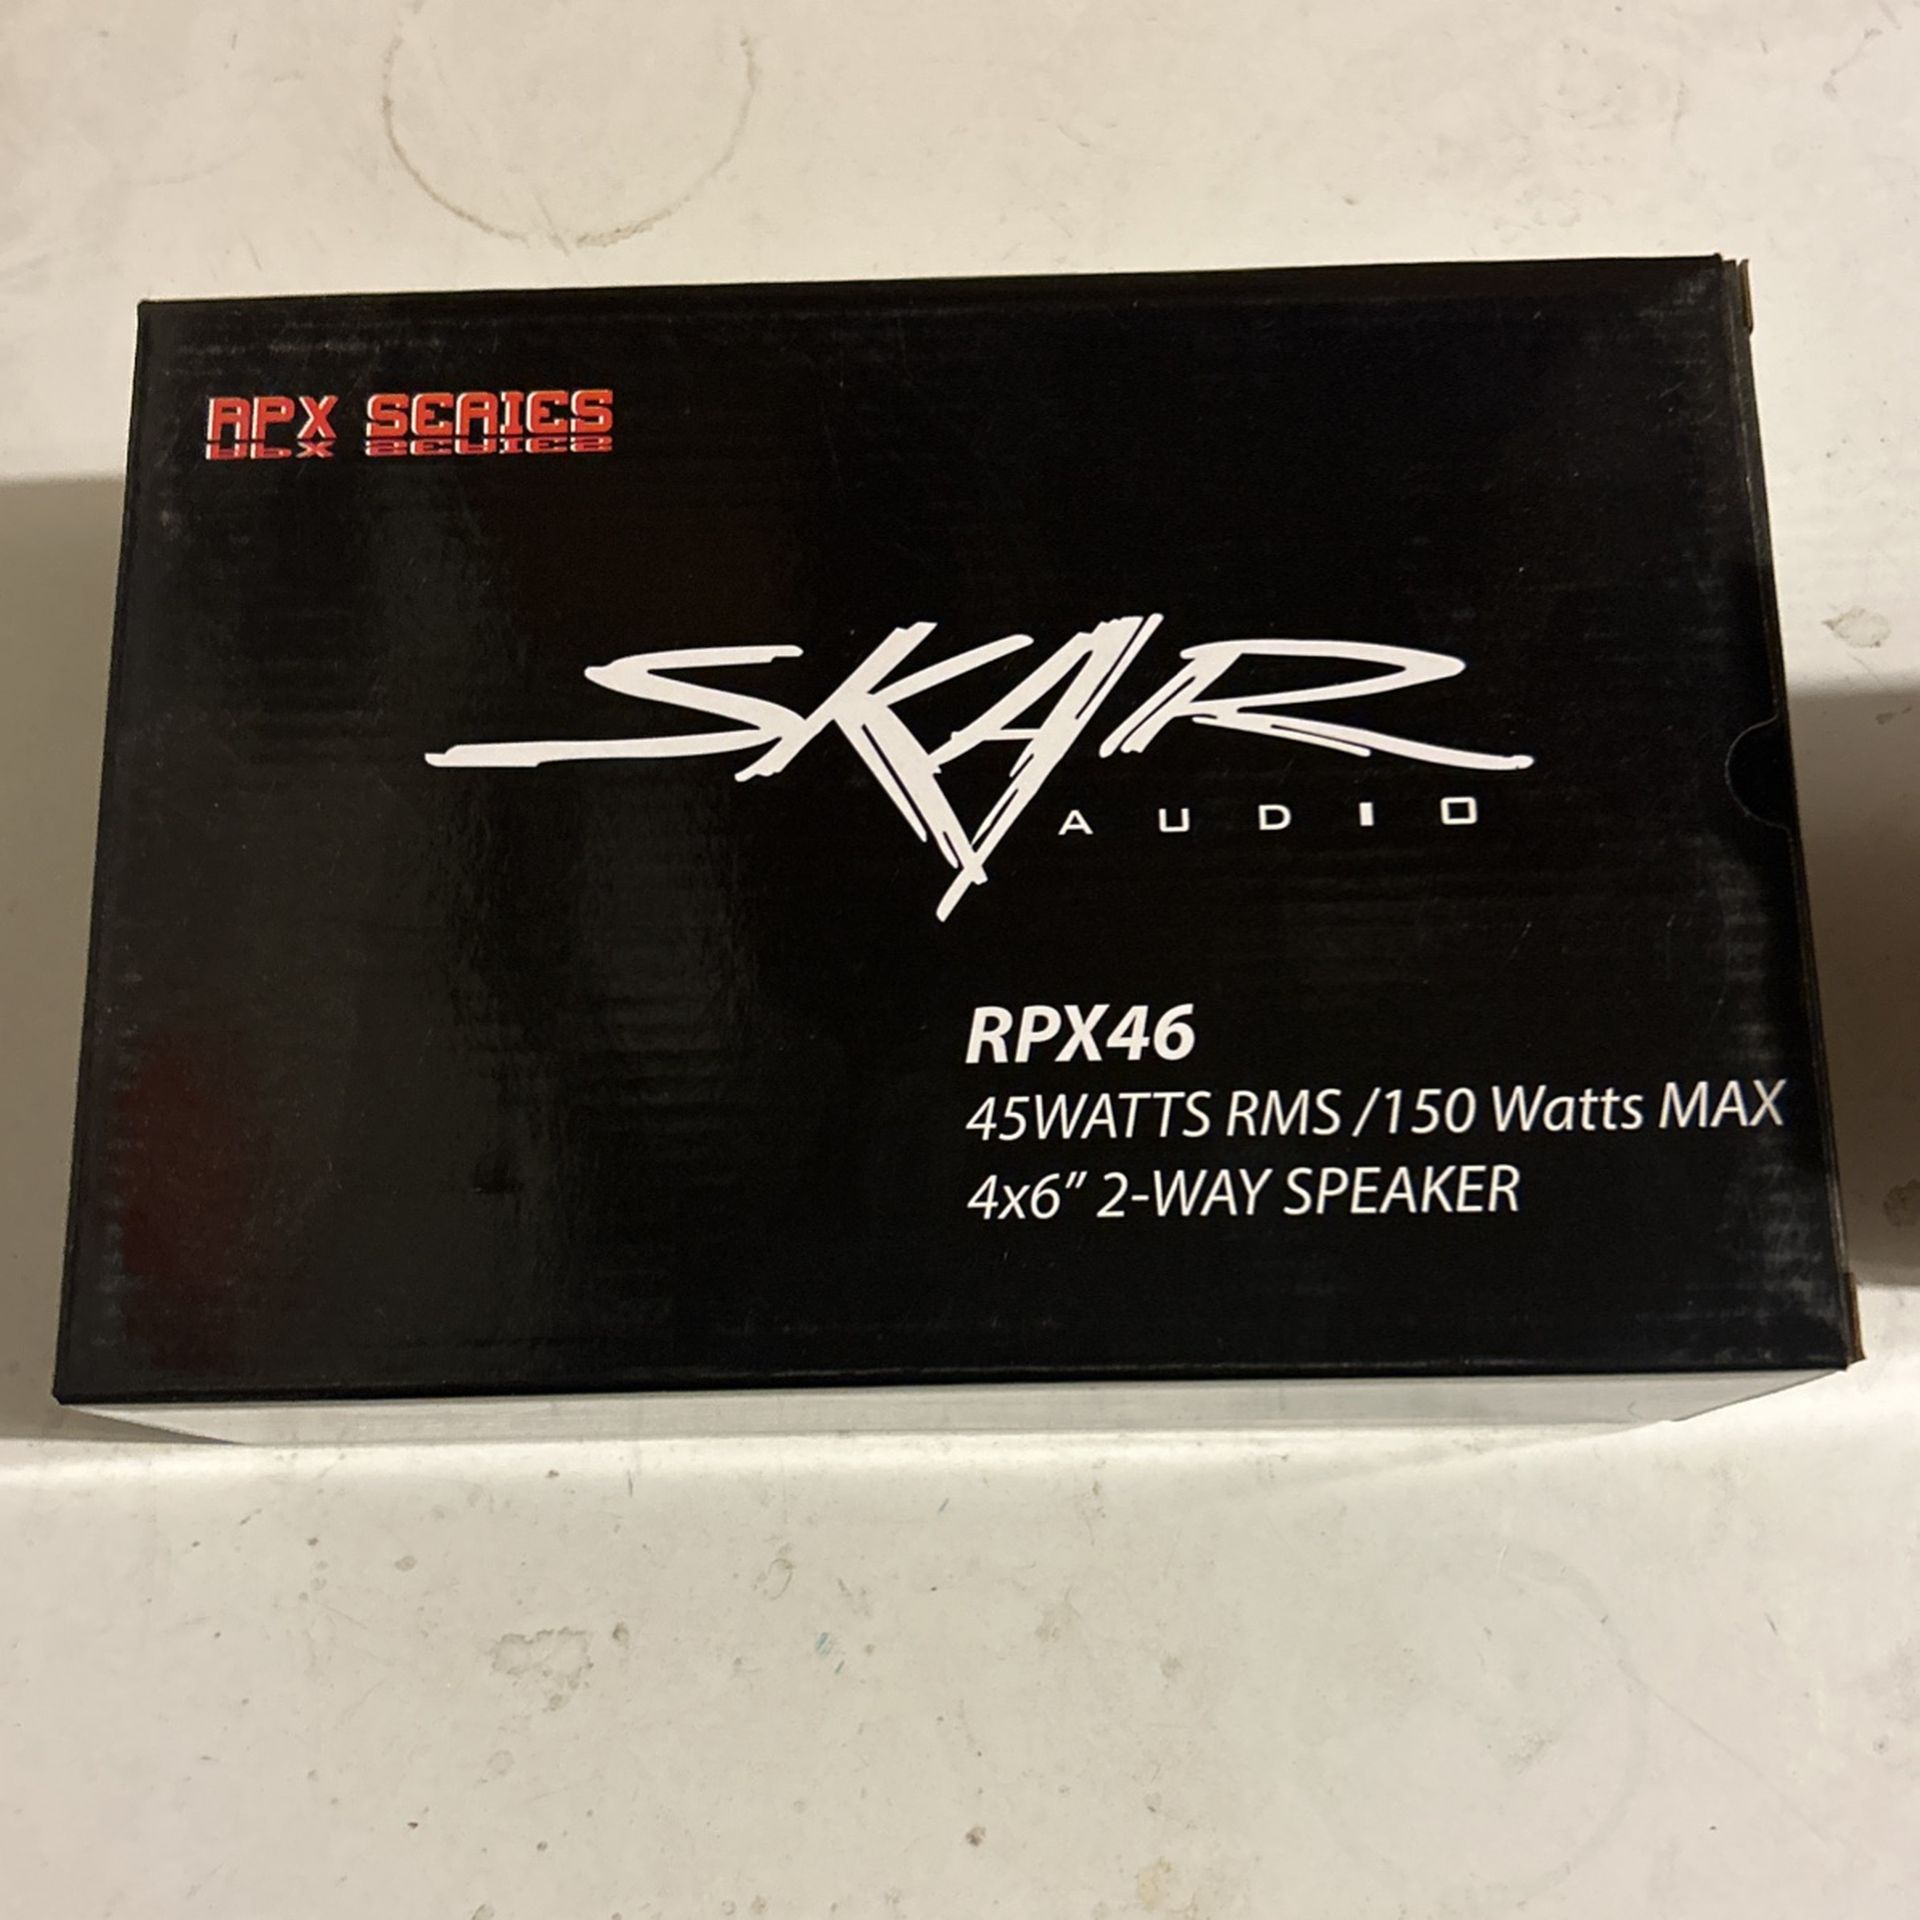 RPX SERIES
SKAR
AUDIO
RPX46
45WATTS RMS /150 Watts MAX
4x6" 2-WAY SPEAKER